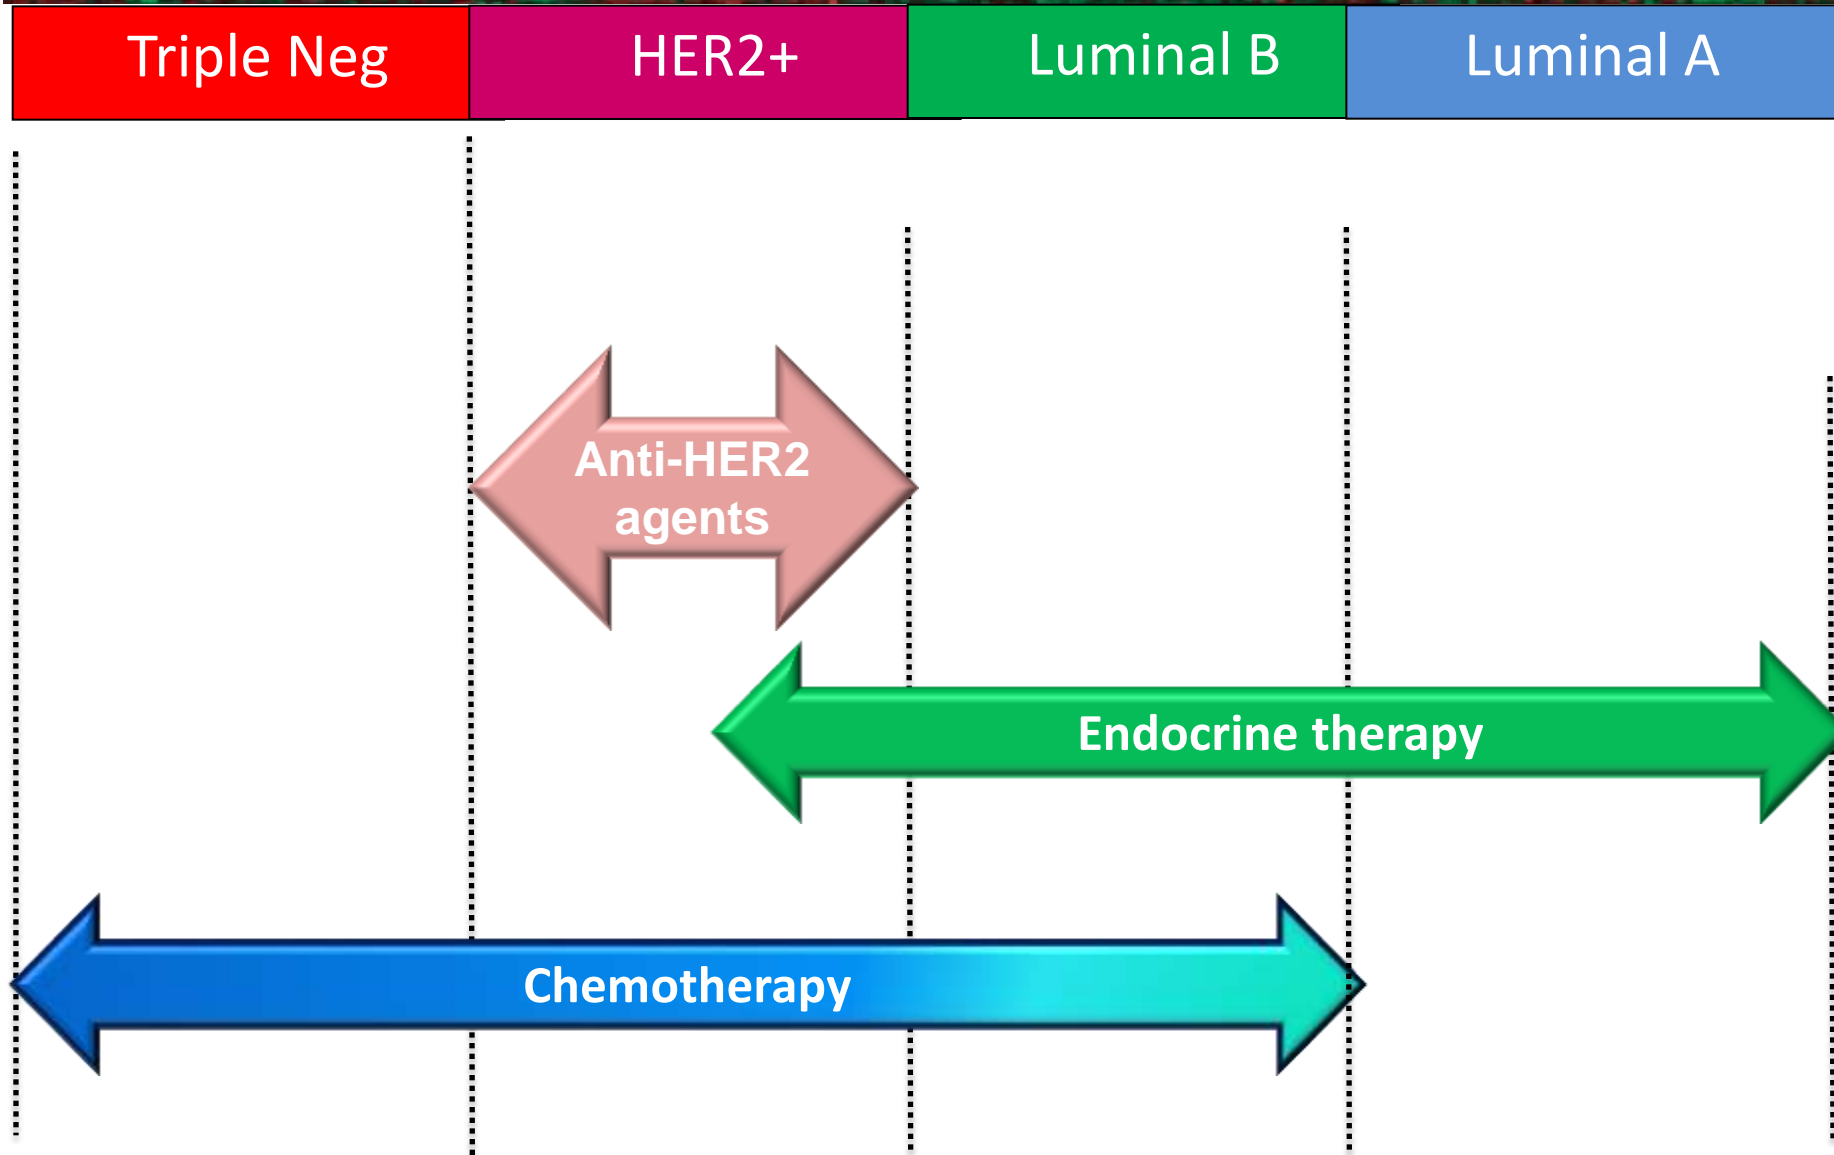 Triple Neg
HER2+
Luminal B
Luminal A
Anti-HER2
agents
Endocrine therapy
Chemotherapy